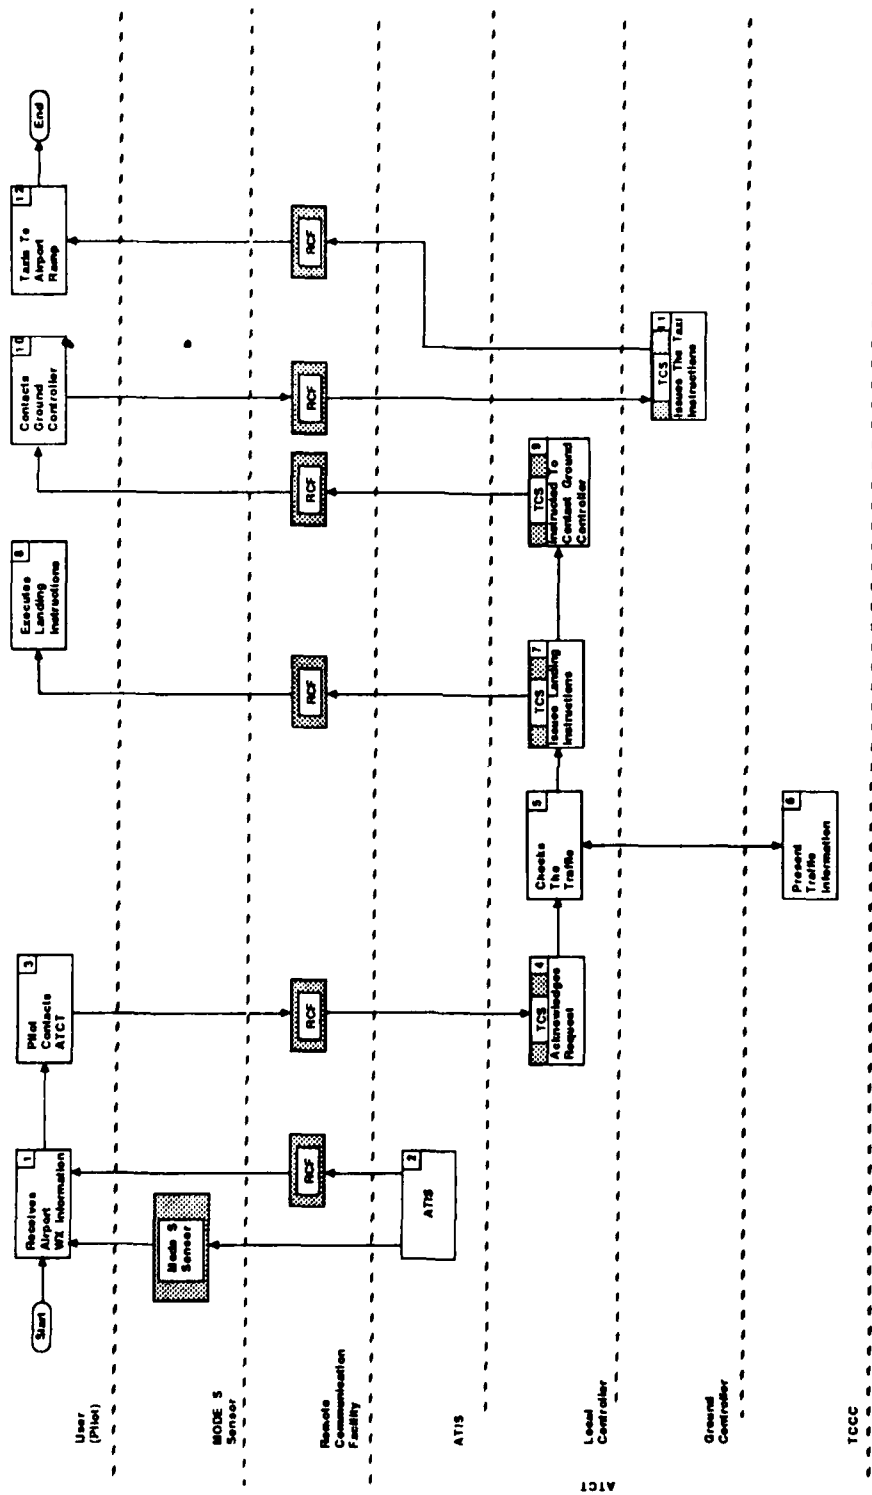 Start
Receives
Airport
WX Information
1
Mode S
Sensor
RCF
2
ATIS
Pilot
Contacts
ATCT
3
RCF
TCS
4
Acknowledges
Request
Checks
The
Traffic
5
Present
Traffic
Information
6
TCS
7
Issues Landing
Instructions
RCF
Executes
Landing
Instructions
8
TCS
9
Instructed To
Contact Ground
Controller
RCF
Contacts
Ground
Controller
10
RCF
TCS
11
Issues The Taxi
Instructions
RCF
Taxis To
Airport
Ramp
12
End
User
(Pilot)
MODE S
Sensor
Remote
Communication
Facility
ATIS
Local
Controller
Ground
Controller
TCCC
ATCT